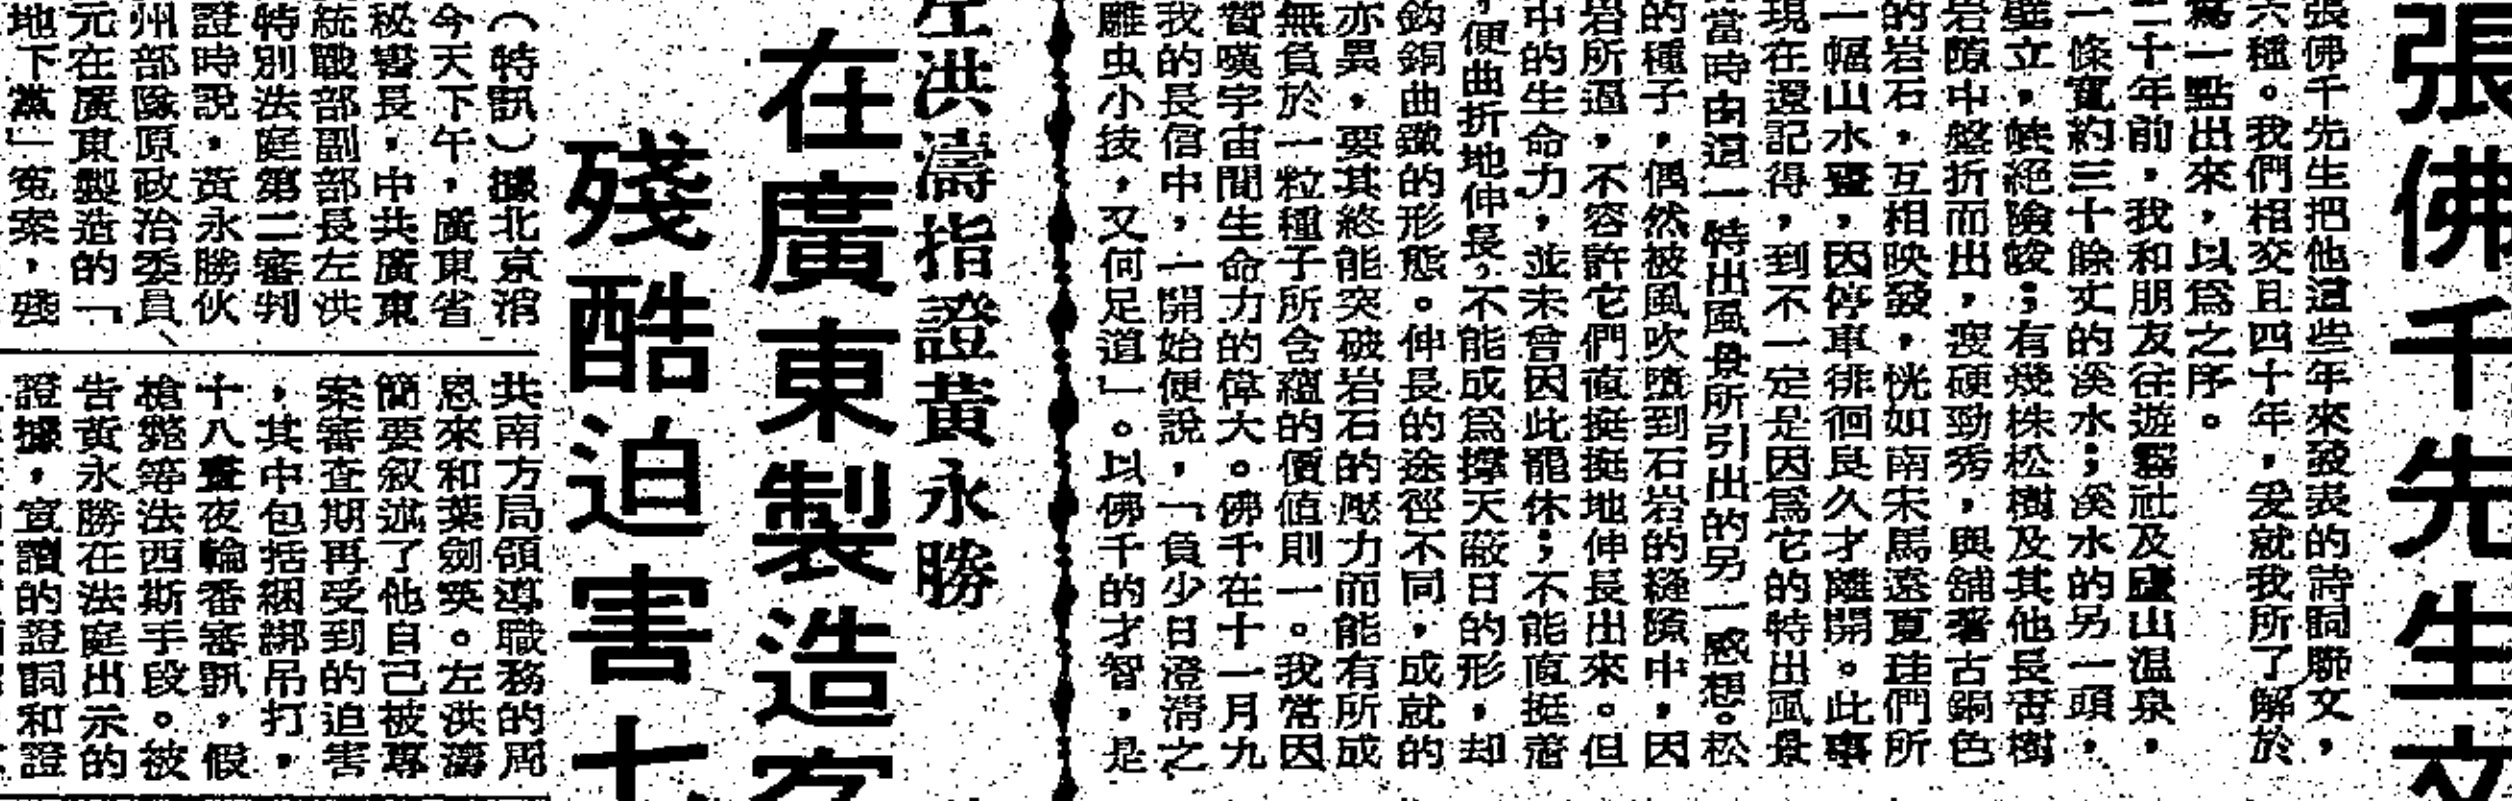 張佛千先生文
張佛千先生把他這些年來發表的詩詞聯文，
六種。我們相交且四十年，爰就我所了解於
寫一點出來，以爲之序。
二十年前，我和朋友往遊霧社及廬山溫泉，
一條寬約三十餘丈的溪水；溪水的另一頭，
壁立，峽絕險峻；有幾株松樹及其他長青樹
岩隙中盤折而出，瘦硬勁秀，與舖著古銅色
的岩石，互相映發，恍如南宋馬遠夏珪們所
一幅山水畫，因停車徘徊良久才離開。此事
現在還記得，到不一定是因爲它的特出風景
當時由這一特出風骨所引出的另一感想。松
的種子，偶然被風吹墮到石岩的縫隙中，因
岩所逼，不容許它們直挺挺地伸長出來。但
中的生命力，並未曾因此罷休；不能直挺着
，便曲折地伸長，不能成爲撐天蔽日的形，却
鈎銅曲鐵的形態。伸長的途徑不同，成就的
亦異，要其終能突破岩石的壓力而能有所成
無負於一粒種子所含蘊的價值則一。我常因
贊嘆宇宙間生命力的偉大。佛千在十一月九
我的長信中，一開始便說，「負少日澄清之
雕虫小技，又何足道」。以佛千的才智，是
左洪濤指證黃永勝
在廣東製造
殘酷迫害七
（特訊）據北京消
今天下午，廣東省
秘書長，中共廣東
統戰部副部長左洪
特別法庭第二審判
證時說，黃永勝伙
州部隊原政治委員
元在廣東製造的「
地下黨」冤案，殘
共南方局領導職務的周
恩來和葉劍英。左洪濤
簡要叙述了他自己被專
案審查期再受到的迫害
，其中包括綑綁吊打，
十八晝夜輪番審訊，假
槍斃等法西斯手段。被
告黃永勝在法庭出示的
證據，宣讀的證詞和證